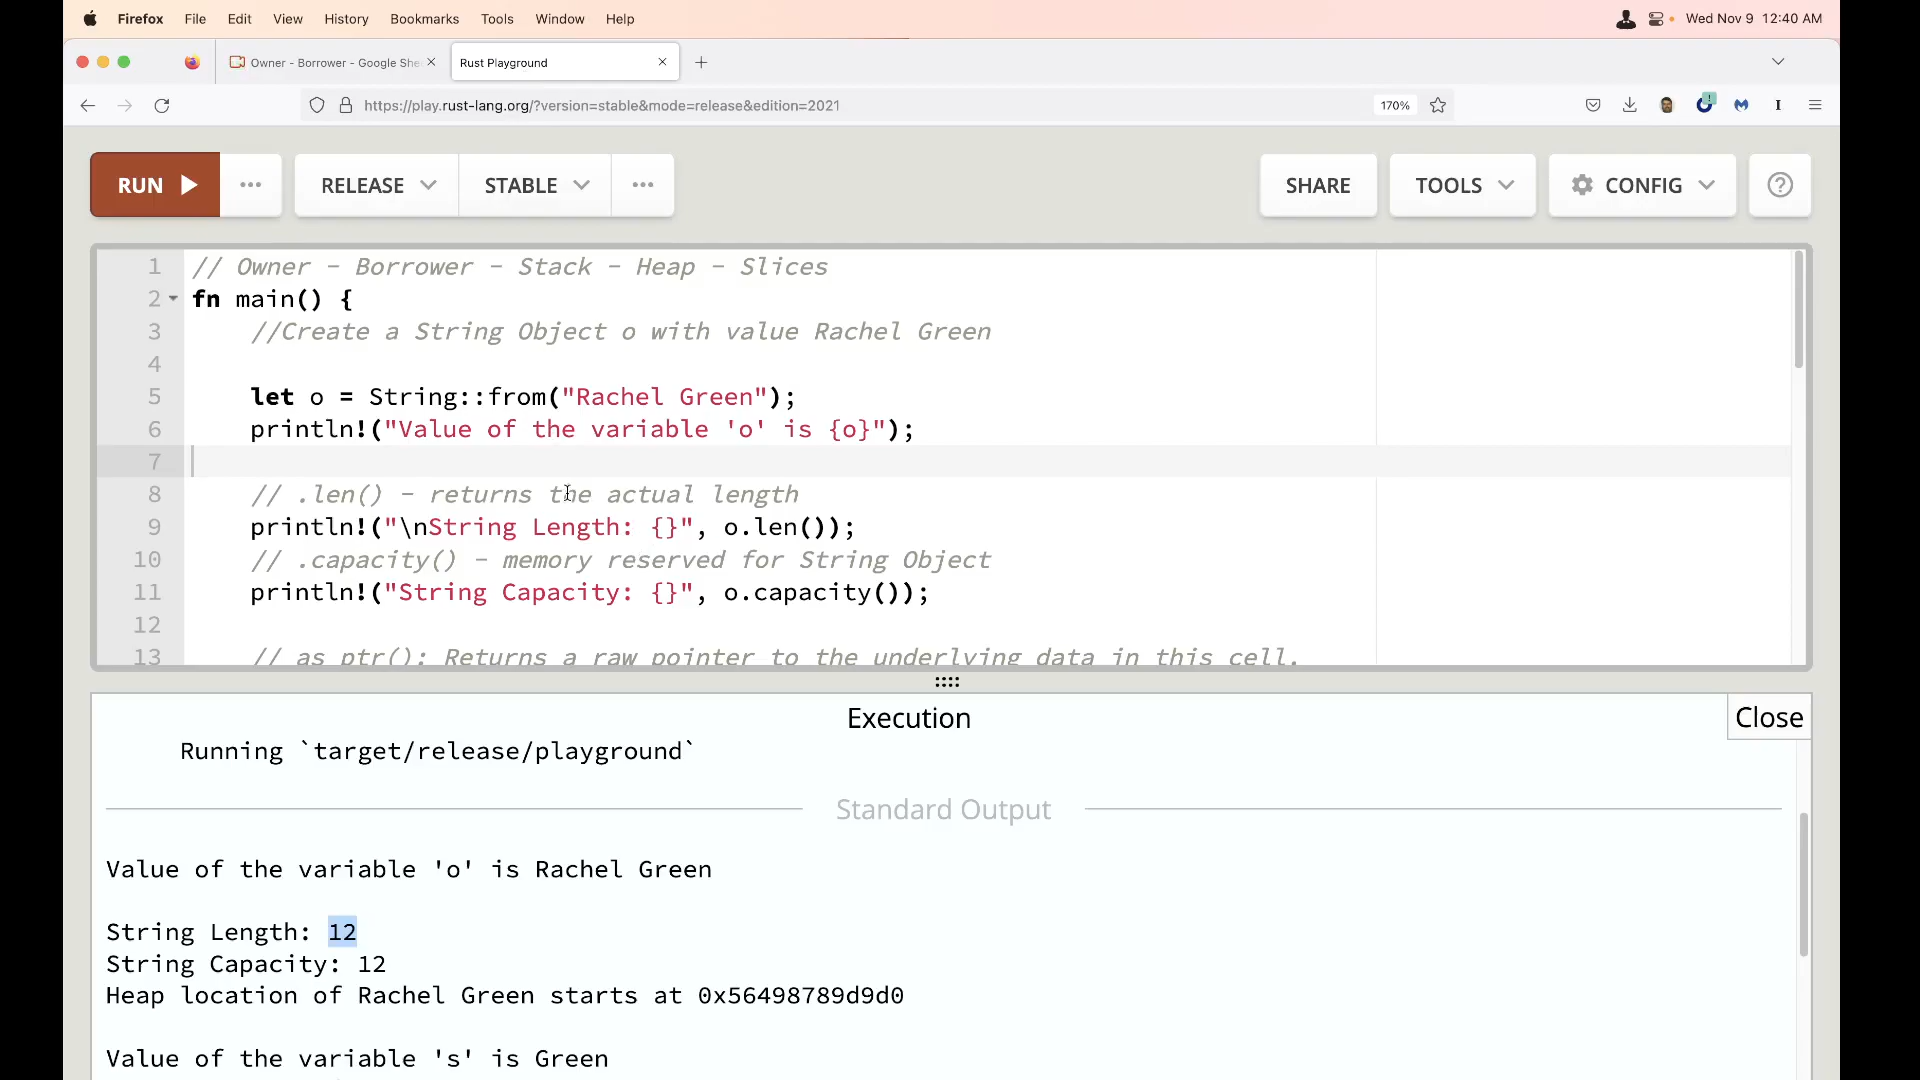 Firefox File Edit View History Bookmarks Tools Window Help Wed Nov 9 12:40 AM
Owner - Borrower - Google She Rust Playground
https://play.rust-lang.org/?version=stable&mode=release&edition=2021 170%
RUN RELEASE STABLE SHARE TOOLS CONFIG
1 // Owner - Borrower - Stack - Heap - Slices
2 fn main() {
3 //Create a String Object o with value Rachel Green
4
5 let o = String::from("Rachel Green");
6 println!("Value of the variable 'o' is {o}");
7
8 // .len() - returns the actual length
9 println!("\nString Length: {}", o.len());
10 // .capacity() - memory reserved for String Object
11 println!("String Capacity: {}", o.capacity());
12
13 // as_ptr(): Returns a raw pointer to the underlying data in this cell.
Execution Close
Running `target/release/playground`
Standard Output
Value of the variable 'o' is Rachel Green
String Length: 12
String Capacity: 12
Heap location of Rachel Green starts at 0x56498789d9d0
Value of the variable 's' is Green